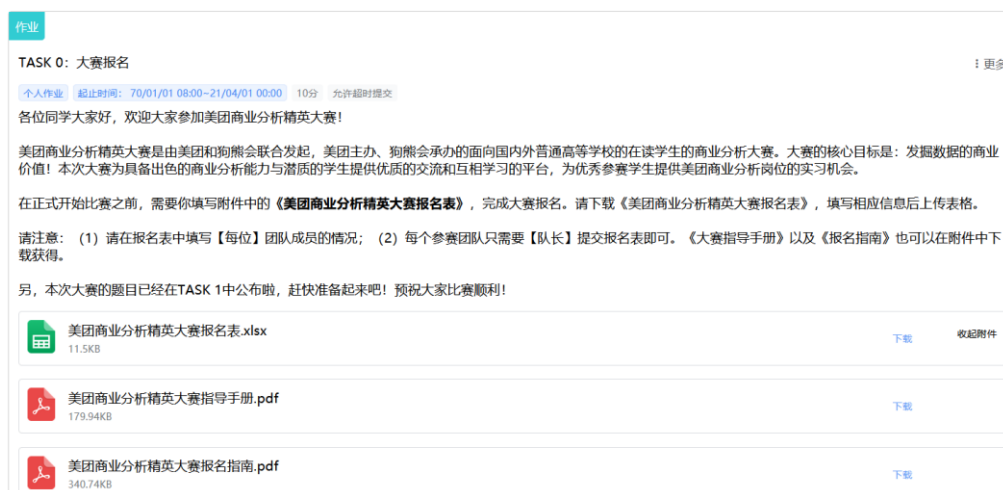 作业
TASK 0：大赛报名
更多
个人作业 起止时间： 70/01/01 08:00~21/04/01 00:00 10分 允许超时提交
各位同学大家好，欢迎大家参加美团商业分析精英大赛！
美团商业分析精英大赛是由美团和狗熊会联合发起，美团主办、狗熊会承办的面向国内外普通高等学校的在读学生的商业分析大赛。大赛的核心目标是：发掘数据的商业
价值！本次大赛为具备出色的商业分析能力与潜质的学生提供优质的交流和互相学习的平台，为优秀参赛学生提供美团商业分析岗位的实习机会。
在正式开始比赛之前，需要你填写附件中的《美团商业分析精英大赛报名表》，完成大赛报名。请下载《美团商业分析精英大赛报名表》，填写相应信息后上传表格。
请注意：（1）请在报名表中填写【每位】团队成员的情况；（2）每个参赛团队只需要【队长】提交报名表即可。《大赛指导手册》以及《报名指南》也可以在附件中下
载获得。
另，本次大赛的题目已经在TASK 1中公布啦，赶快准备起来吧！预祝大家比赛顺利！
美团商业分析精英大赛报名表.xlsx
11.5KB
下载
收起附件
美团商业分析精英大赛指导手册.pdf
179.94KB
下载
美团商业分析精英大赛报名指南.pdf
340.74KB
下载